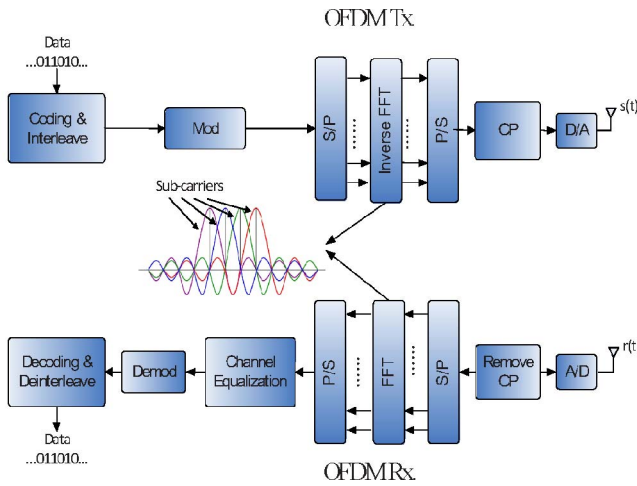 OFDM Tx.
Data
...011010...
Coding &
Interleave
Mod
S/P
Inverse FFT
P/S
CP
D/A
s(t)
Sub-carriers
Decoding &
Deinterleave
Demod
Channel
Equalization
P/S
FFT
S/P
Remove
CP
A/D
r(t
Data
...011010...
OFDM Rx.